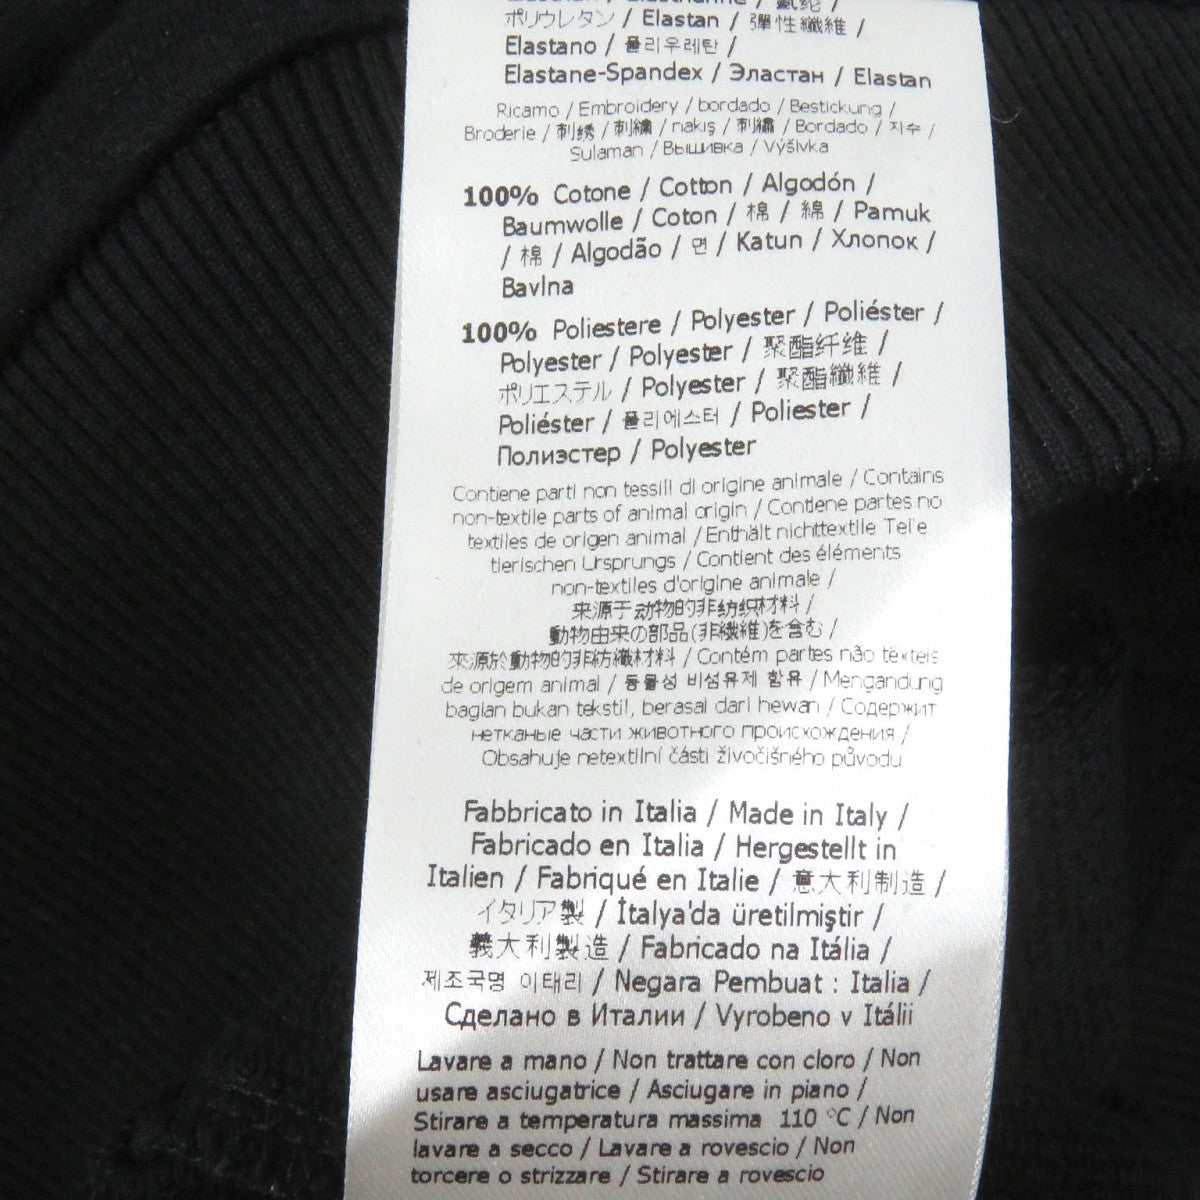 ポリウレタン / Elastan / 彈性纖維 /
Elastano / 폴리우레탄 /
Elastane-Spandex / Эластан / Elastan
Ricamo / Embroidery / bordado / Bestickung /
Broderie / 刺绣 / 刺繍 / nakış / 刺繡 / Bordado / 자수 /
Sulaman / Вышивка / Výšivka
100% Cotone / Cotton / Algodón /
Baumwolle / Coton / 棉 / 綿 / Pamuk
/ 棉 / Algodão / 면 / Katun / Хлопок /
Bavlna
100% Poliestere / Polyester / Poliéster /
Polyester / Polyester / 聚酯纤维 /
ポリエステル / Polyester / 聚酯纖維 /
Poliéster / 폴리에스터 / Poliester /
Полиэстер / Polyester
Contiene parti non tessili di origine animale / Contains
non-textile parts of animal origin / Contiene partes no
textiles de origen animal / Enthält nichttextile Teile
tierischen Ursprungs / Contient des éléments
non-textiles d'origine animale /
来源于动物的非纺织材料 /
動物由来の部品(非繊維)を含む /
來源於動物的非紡織材料 / Contém partes não têxteis
de origem animal / 동물성 비섬유제 함유 / Mengandung
bagian bukan tekstil, berasal dari hewan / Содержит
нетканые части животного происхождения /
Obsahuje netextilní části živočišného původu
Fabbricato in Italia / Made in Italy /
Fabricado en Italia / Hergestellt in
Italien / Fabriqué en Italie / 意大利制造 /
イタリア製 / İtalya'da üretilmiştir /
義大利製造 / Fabricado na Itália /
제조국명 이태리 / Negara Pembuat : Italia /
Сделано в Италии / Vyrobeno v Itálii
Lavare a mano / Non trattare con cloro / Non
usare asciugatrice / Asciugare in piano /
Stirare a temperatura massima 110 °C / Non
lavare a secco / Lavare a rovescio / Non
torcere o strizzare / Stirare a rovescio